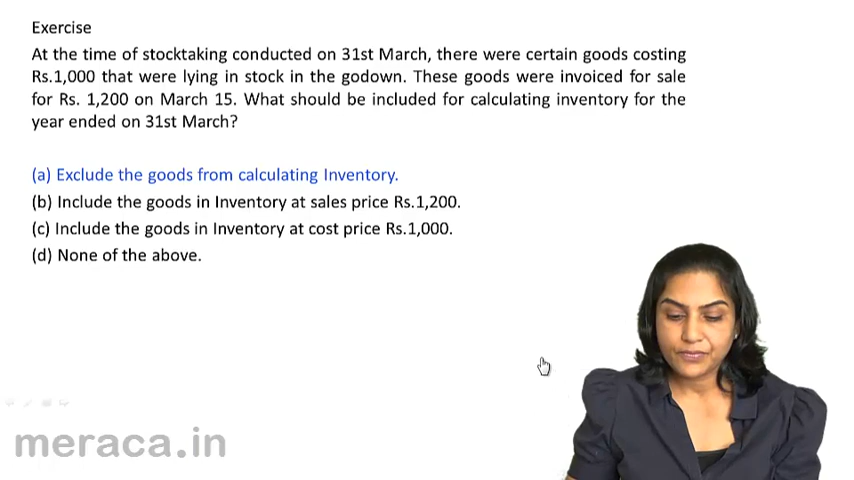 Exercise
At the time of stocktaking conducted on 31st March, there were certain goods costing
Rs.1,000 that were lying in stock in the godown. These goods were invoiced for sale
for Rs. 1,200 on March 15. What should be included for calculating inventory for the
year ended on 31st March?
(a) Exclude the goods from calculating Inventory.
(b) Include the goods in Inventory at sales price Rs.1,200.
(c) Include the goods in Inventory at cost price Rs.1,000.
(d) None of the above.
meraca.in